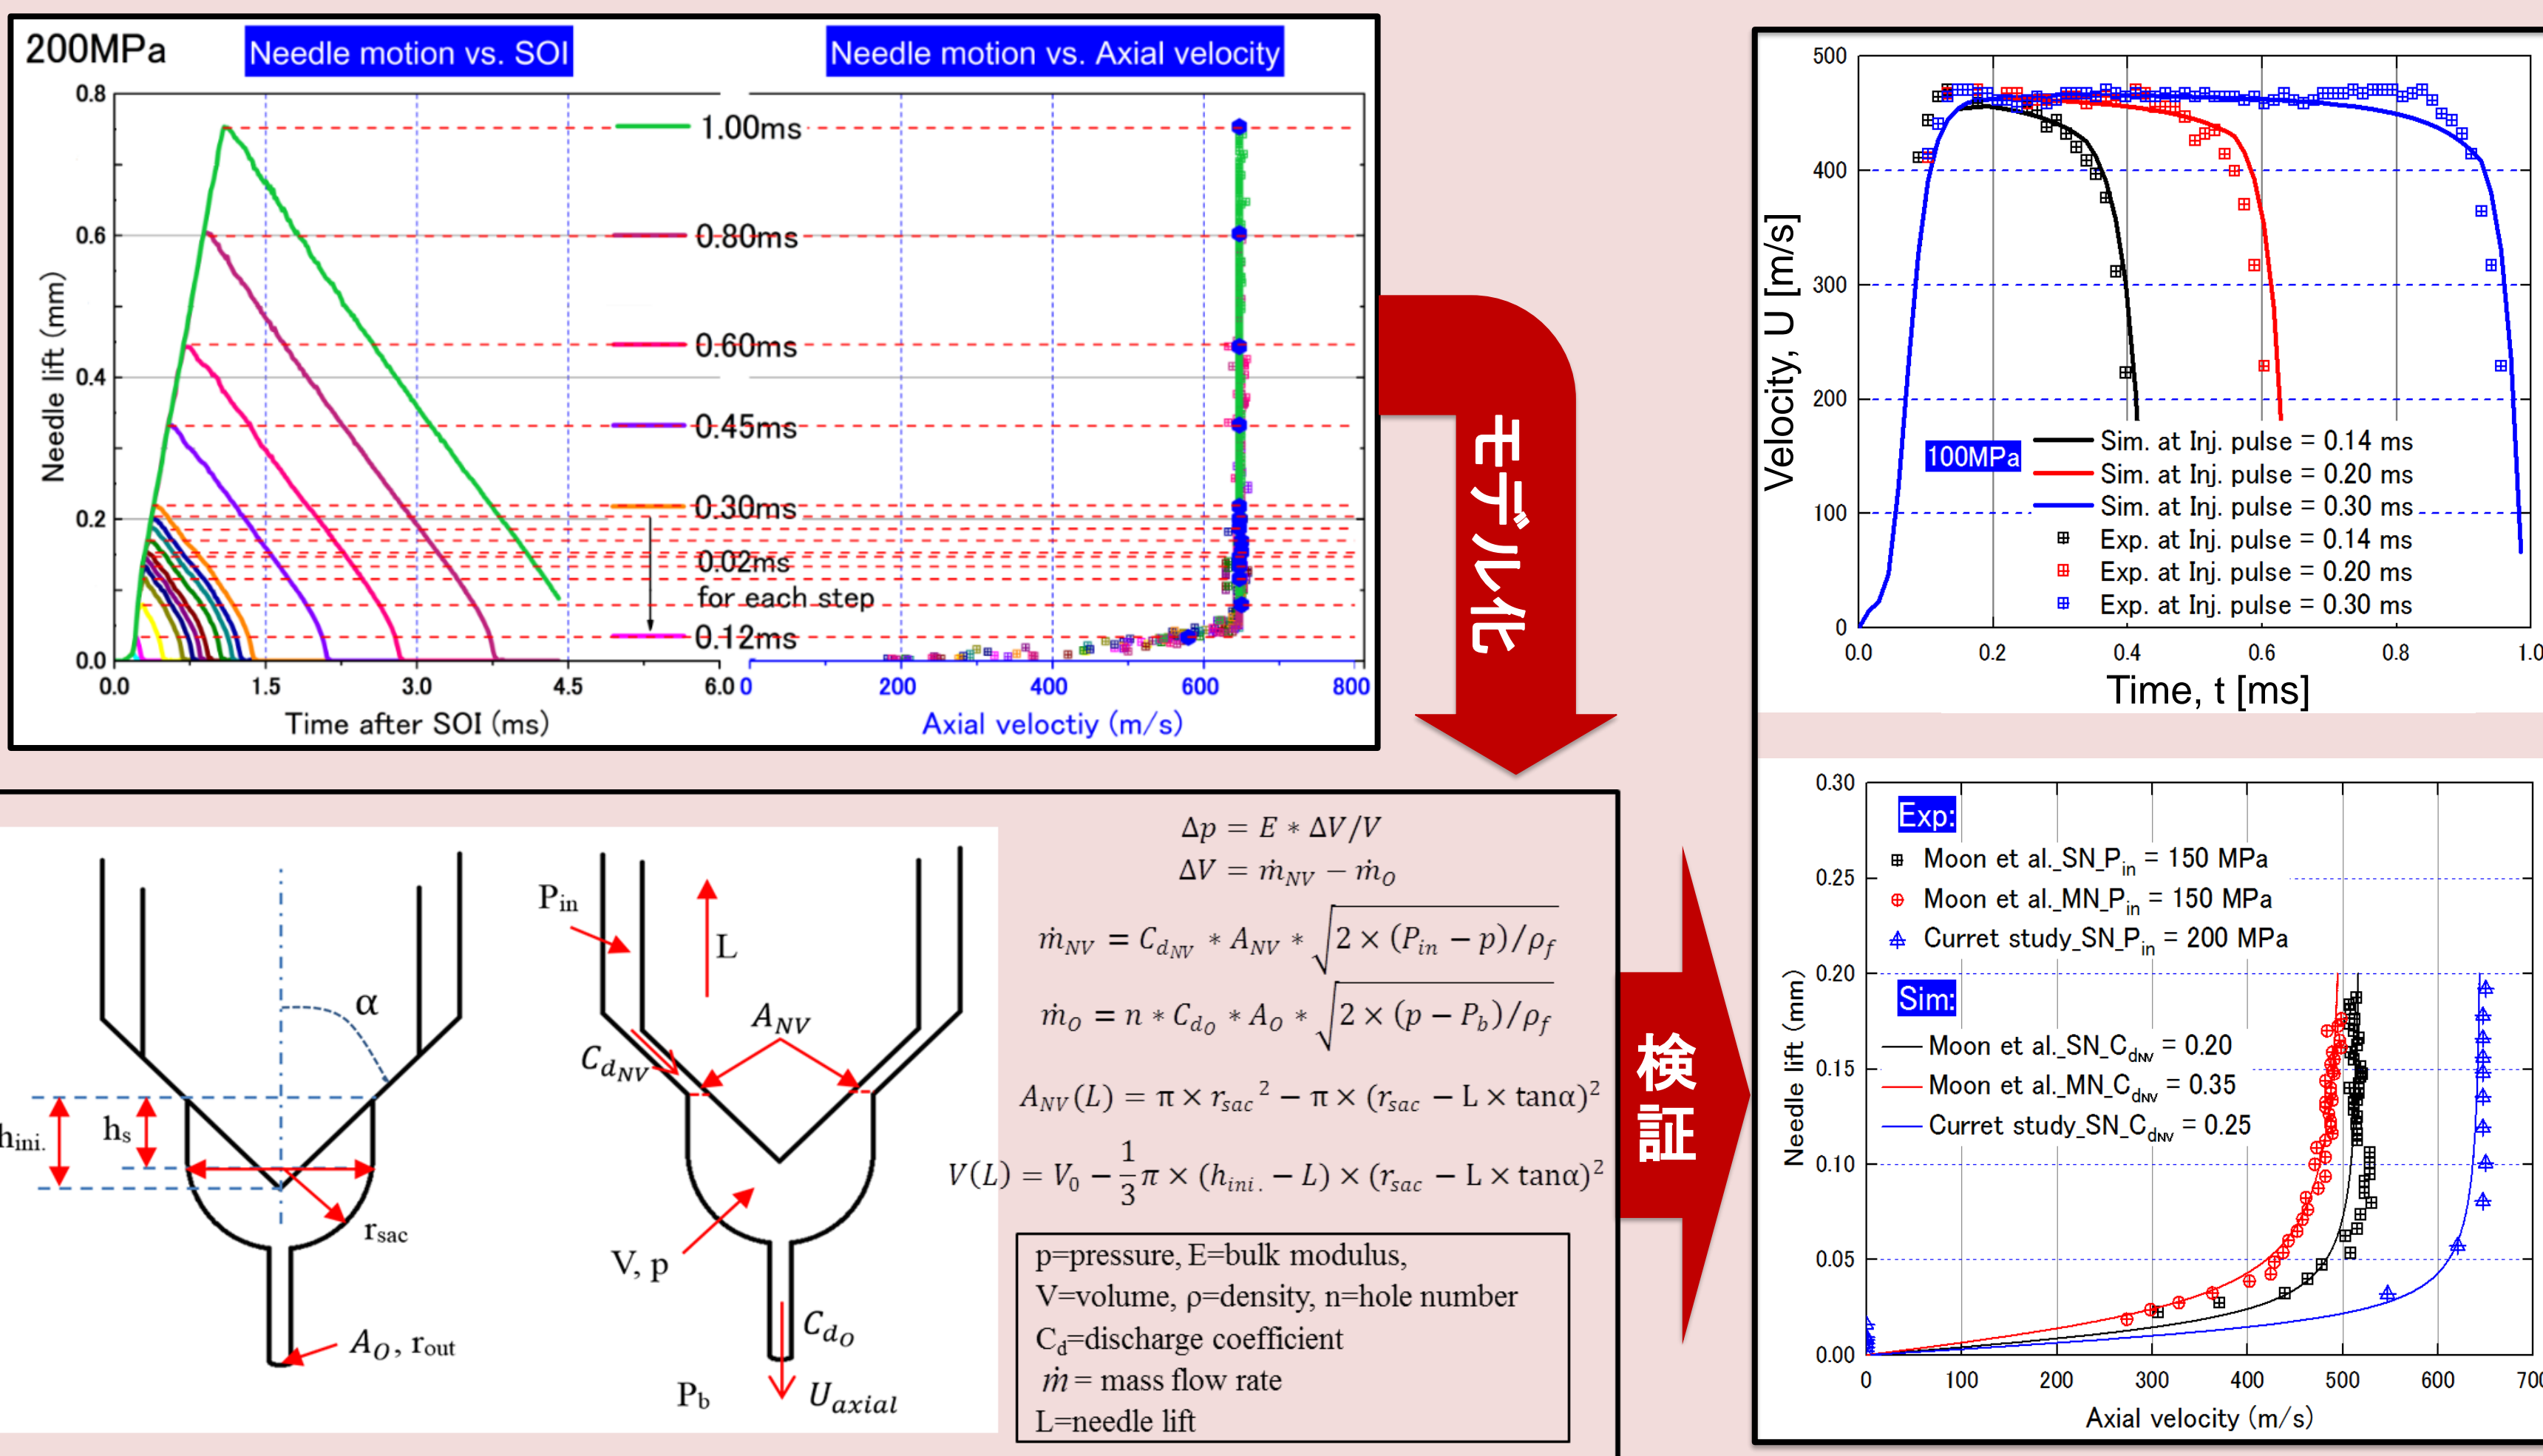 200MPa
Needle motion vs. SOI
Needle motion vs. Axial velocity
0.8
0.6
0.4
0.2
0.0
Needle lift (mm)
1.00ms
0.80ms
0.60ms
0.45ms
0.30ms
0.02ms
for each step
0.12ms
0.0 1.5 3.0 4.5 6.0
0 200 400 600 800
Time after SOI (ms)
Axial veloctiy (m/s)
モデル化
500
400
300
200
100
0
Velocity, U [m/s]
100MPa
Sim. at Inj. pulse = 0.14 ms
Sim. at Inj. pulse = 0.20 ms
Sim. at Inj. pulse = 0.30 ms
Exp. at Inj. pulse = 0.14 ms
Exp. at Inj. pulse = 0.20 ms
Exp. at Inj. pulse = 0.30 ms
0.0 0.2 0.4 0.6 0.8 1.0
Time, t [ms]
α
h_ini.
h_s
r_sac
A_O, r_out
P_in
L
A_NV
C_{d_NV}
V, p
C_{d_O}
P_b
U_axial
Δp = E ∗ ΔV/V
ΔV = ṁ_NV − ṁ_O
ṁ_NV = C_{d_NV} ∗ A_NV ∗ √(2 × (P_in − p)/ρ_f)
ṁ_O = n ∗ C_{d_O} ∗ A_O ∗ √(2 × (p − P_b)/ρ_f)
A_NV(L) = π × r_sac² − π × (r_sac − L × tanα)²
V(L) = V₀ − 1/3 π × (h_ini. − L) × (r_sac − L × tanα)²
p=pressure, E=bulk modulus,
V=volume, ρ=density, n=hole number
C_d=discharge coefficient
ṁ = mass flow rate
L=needle lift
検証
0.30
0.25
0.20
0.15
0.10
0.05
0.00
Needle lift (mm)
Exp:
Moon et al._SN_P_in = 150 MPa
Moon et al._MN_P_in = 150 MPa
Curret study_SN_P_in = 200 MPa
Sim:
Moon et al._SN_C_dNV = 0.20
Moon et al._MN_C_dNV = 0.35
Curret study_SN_C_dNV = 0.25
0 100 200 300 400 500 600 700
Axial velocity (m/s)